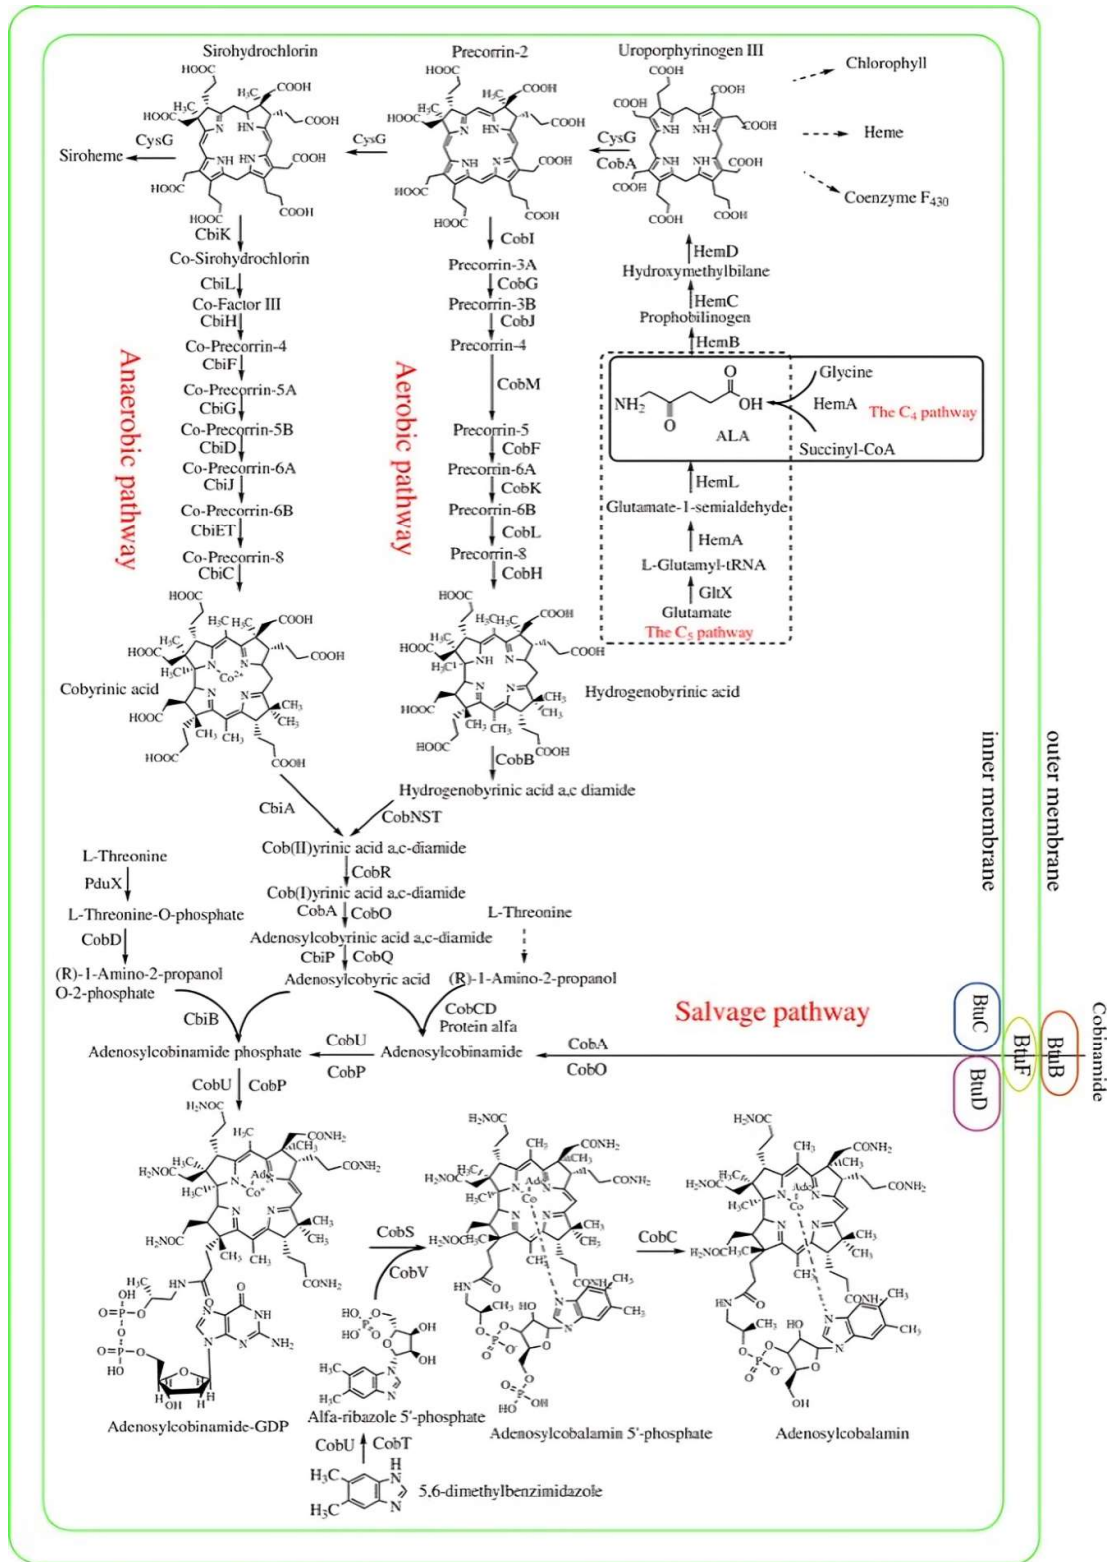 Sirohydrochlorin
Precorrin-2
Uroporphyrinogen III
Chlorophyll
Heme
Coenzyme F430
Siroheme
CysG
CysG
CysG
CobA
CbiK
Co-Sirohydrochlorin
CbiL
Co-Factor III
CbiH
Co-Precorrin-4
CbiF
Co-Precorrin-5A
CbiG
Co-Precorrin-5B
CbiD
Co-Precorrin-6A
CbiJ
Co-Precorrin-6B
CbiET
Co-Precorrin-8
CbiC
Anaerobic pathway
CobI
Precorrin-3A
CobG
Precorrin-3B
CobJ
Precorrin-4
CobM
Precorrin-5
CobF
Precorrin-6A
CobK
Precorrin-6B
CobL
Precorrin-8
CobH
Aerobic pathway
HemD
Hydroxymethylbilane
HemC
Prophobilinogen
HemB
NH2
O
O
OH
ALA
Glycine
HemA
Succinyl-CoA
The C4 pathway
HemL
Glutamate-1-semialdehyde
HemA
L-Glutamyl-tRNA
GltX
Glutamate
The C5 pathway
Cobyrinic acid
Hydrogenobyrinic acid
CobB
Hydrogenobyrinic acid a,c diamide
CbiA
CobNST
Cob(II)yrinic acid a,c-diamide
CobR
Cob(I)yrinic acid a,c-diamide
CobA
CobO
Adenosylcobyrinic acid a,c-diamide
CbiP
CobQ
Adenosylcobyric acid
L-Threonine
PduX
L-Threonine-O-phosphate
CobD
(R)-1-Amino-2-propanol
O-2-phosphate
CbiB
L-Threonine
(R)-1-Amino-2-propanol
CobCD
Protein alfa
Adenosylcobinamide phosphate
CobU
CobP
Adenosylcobinamide
CobA
CobO
Salvage pathway
inner membrane
outer membrane
BtuC
BtuD
BtuF
BtuB
Cobinamide
CobU
CobP
Adenosylcobinamide-GDP
CobS
CobV
Alfa-ribazole 5'-phosphate
CobU
CobT
H3C
H3C
H
N
N
5,6-dimethylbenzimidazole
Adenosylcobalamin 5'-phosphate
CobC
Adenosylcobalamin